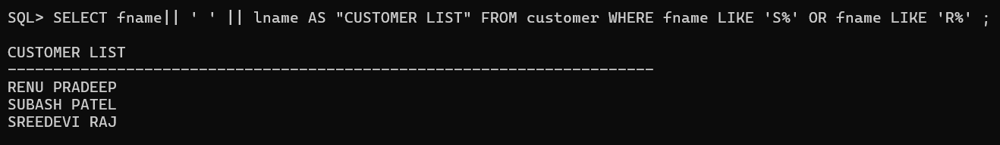 SQL> SELECT fname|| ' ' || lname AS "CUSTOMER LIST" FROM customer WHERE fname LIKE 'S%' OR fname LIKE 'R%' ;
CUSTOMER LIST
-----------------------------------------------------------------------
RENU PRADEEP
SUBASH PATEL
SREEDEVI RAJ